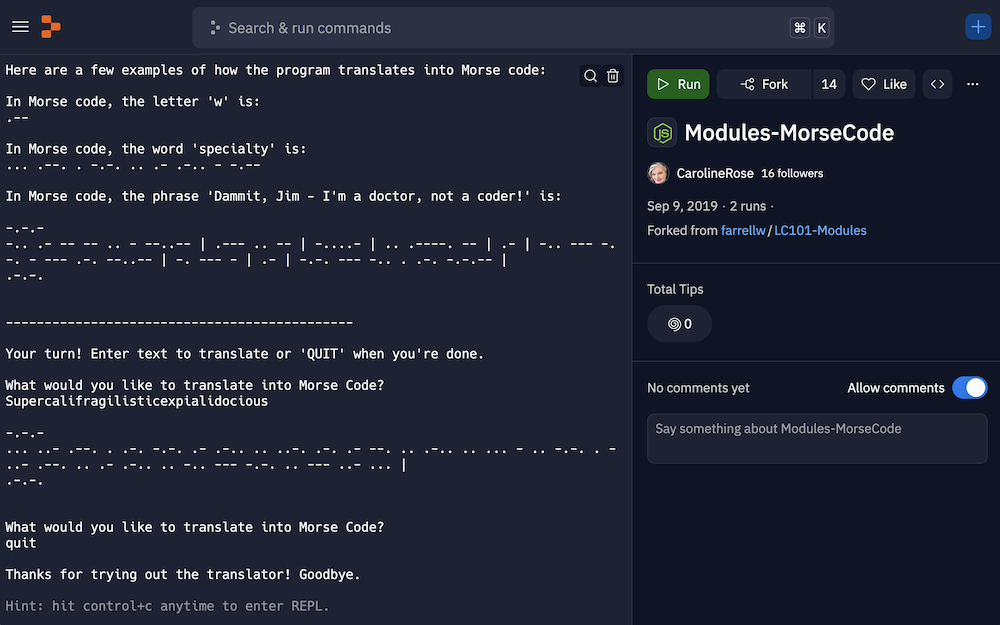 Search & run commands
⌘ K
Here are a few examples of how the program translates into Morse code:
In Morse code, the letter 'w' is:
.--
In Morse code, the word 'specialty' is:
... .--. . -.-. .. .- .-.. - -.--
In Morse code, the phrase 'Dammit, Jim - I'm a doctor, not a coder!' is:
-.-.-
-.. .- -- -- .. - --..-- | .--- .. -- | -....- | .. .----. -- | .- | -.. --- -.
-. - --- .-. --..-- | -. --- - | .- | -.-. --- -.. . .-. -.-.-- |
.-.-.
---------------------------------------------
Your turn! Enter text to translate or 'QUIT' when you're done.
What would you like to translate into Morse Code?
Supercalifragilisticexpialidocious
-.-.-
... ..- .--. . .-. -.-. .- .-.. .. ..-. .-. .- --. .. .-.. .. ... - .. -.-. . -
..- .--. .. .- .-.. .. -.. --- -.-. .. --- ..- ... |
.-.-.
What would you like to translate into Morse Code?
quit
Thanks for trying out the translator! Goodbye.
Hint: hit control+c anytime to enter REPL.
Run Fork 14 Like <> ...
JS Modules-MorseCode
CarolineRose 16 followers
Sep 9, 2019 · 2 runs ·
Forked from farrellw/LC101-Modules
Total Tips
0
No comments yet Allow comments
Say something about Modules-MorseCode